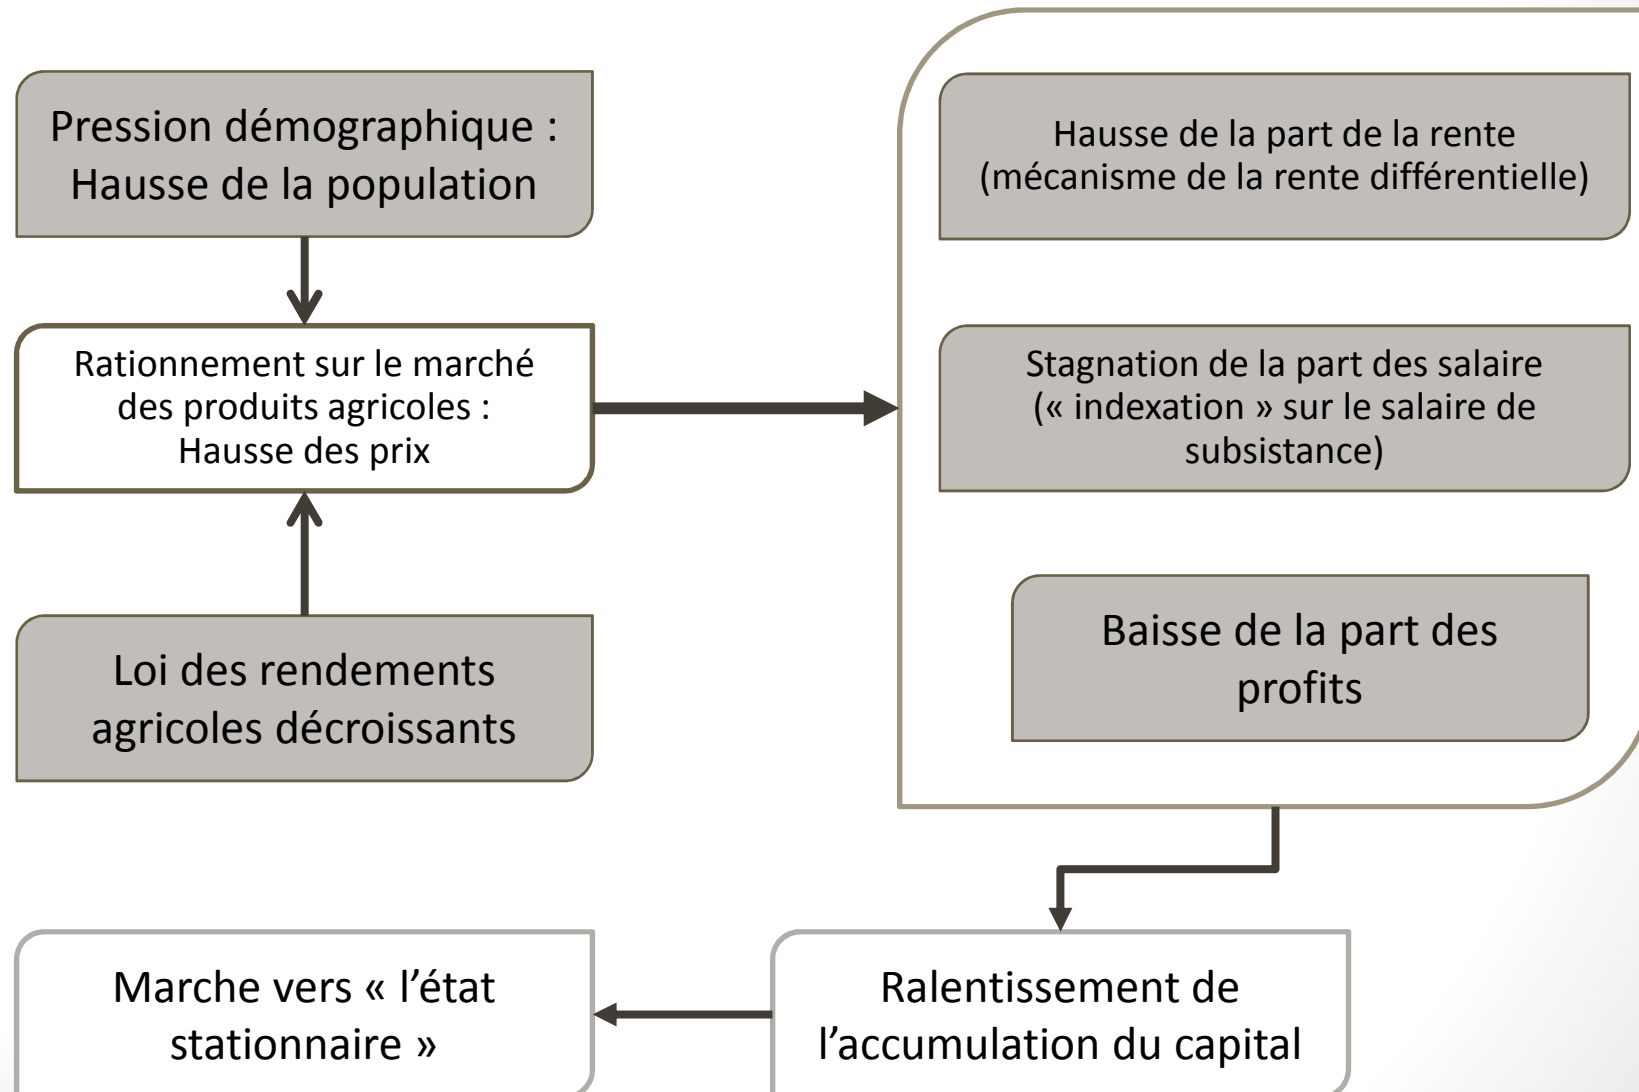 Pression démographique :
Hausse de la population
Rationnement sur le marché
des produits agricoles :
Hausse des prix
Loi des rendements
agricoles décroissants
Hausse de la part de la rente
(mécanisme de la rente différentielle)
Stagnation de la part des salaire
(« indexation » sur le salaire de
subsistance)
Baisse de la part des
profits
Ralentissement de
l’accumulation du capital
Marche vers « l’état
stationnaire »